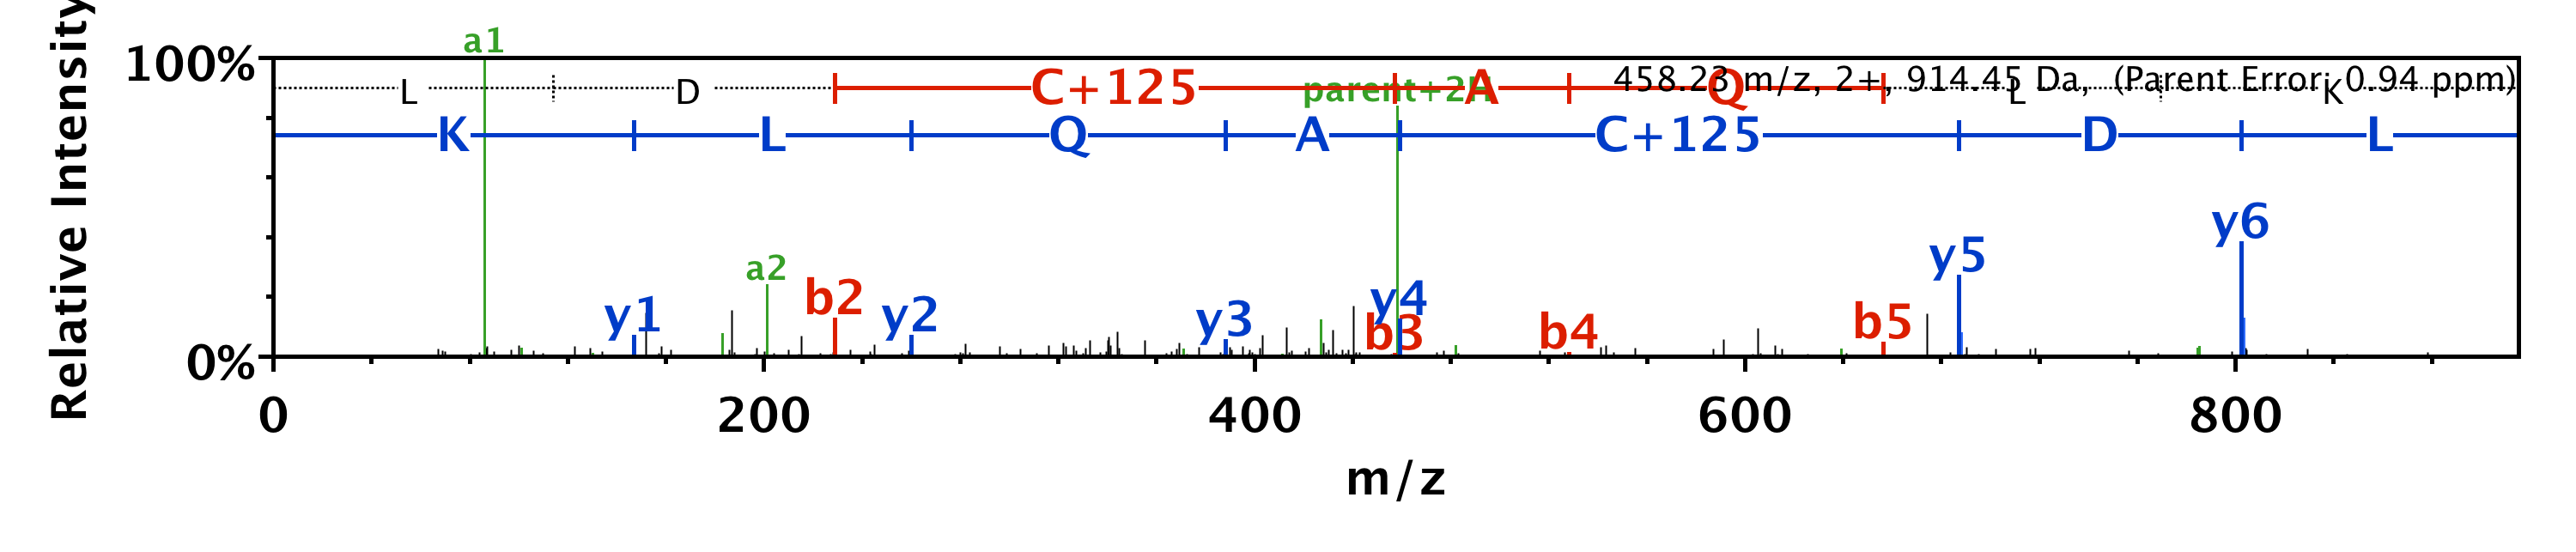 a1
100%
458.23 m/z, 2+, 914.45 Da, (Parent Error: 0.94 ppm)
L D C+125 A Q L K
parent+2H
K L Q A C+125 D L
y6
y5
a2
b2
y1 y2 y3 y4
b3 b4 b5
0%
0 200 400 600 800
m/z
Relative Intensity